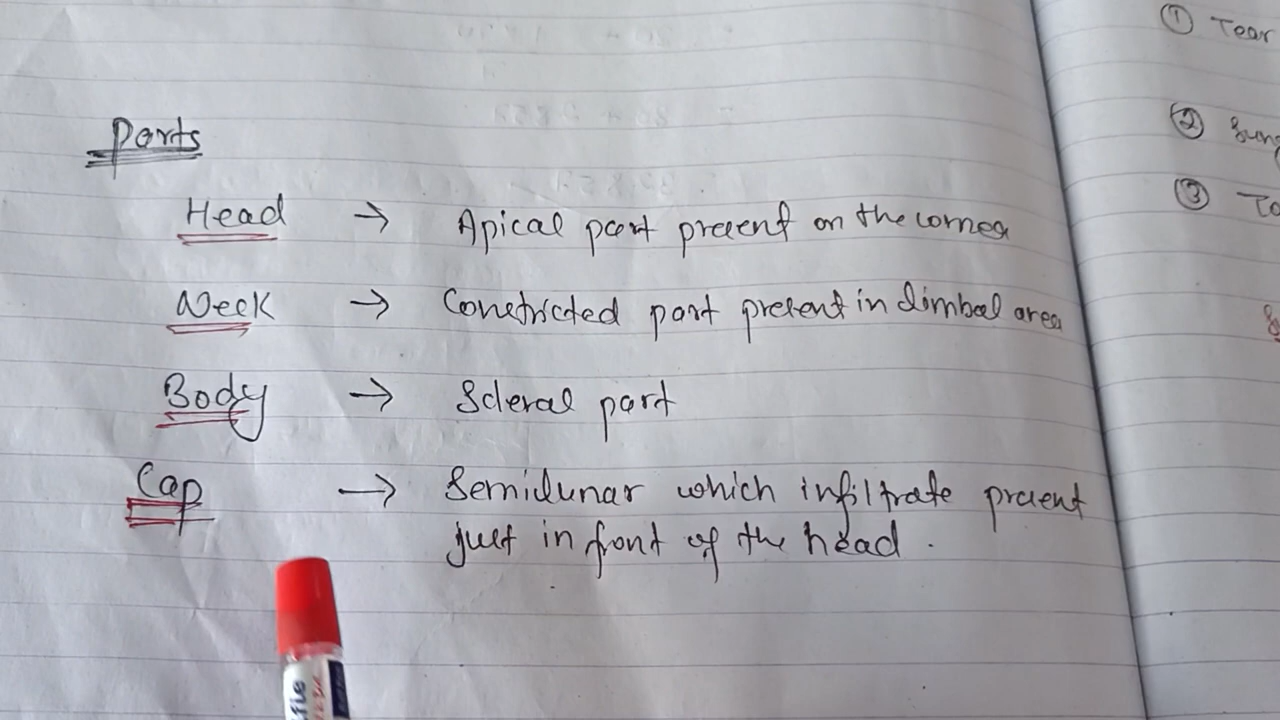 Parts
Head → Apical part present on the cornea
Neck → Constricted part present in limbal area
Body → Scleral part
Cap → Semilunar which infiltrate present
just in front of the head.
① Tear
②
③